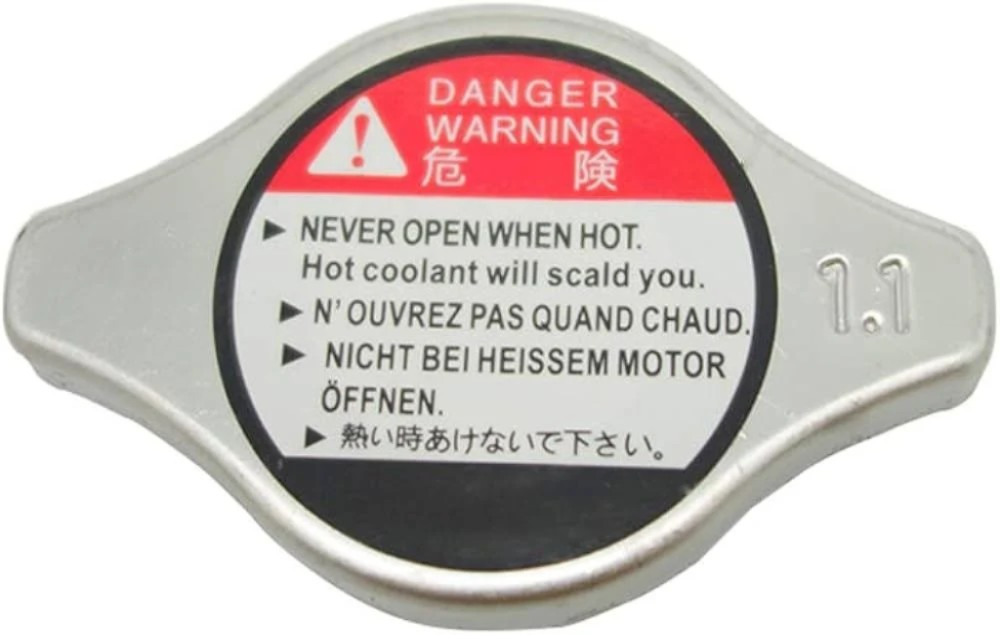 DANGER
WARNING
危 険
▶ NEVER OPEN WHEN HOT.
Hot coolant will scald you.
▶ N' OUVREZ PAS QUAND CHAUD.
▶ NICHT BEI HEISSEM MOTOR
ÖFFNEN.
▶ 熱い時あけないで下さい。
1.1